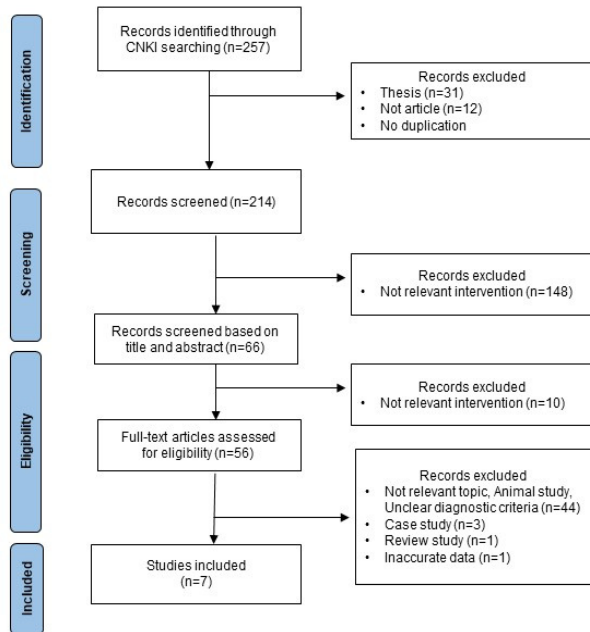 Identification
Records identified through
CNKI searching (n=257)
Records excluded
• Thesis (n=31)
• Not article (n=12)
• No duplication
Screening
Records screened (n=214)
Records excluded
• Not relevant intervention (n=148)
Records screened based on
title and abstract (n=66)
Eligibility
Records excluded
• Not relevant intervention (n=10)
Full-text articles assessed
for eligibility (n=56)
Records excluded
• Not relevant topic, Animal study,
Unclear diagnostic criteria (n=44)
• Case study (n=3)
• Review study (n=1)
• Inaccurate data (n=1)
Included
Studies included
(n=7)